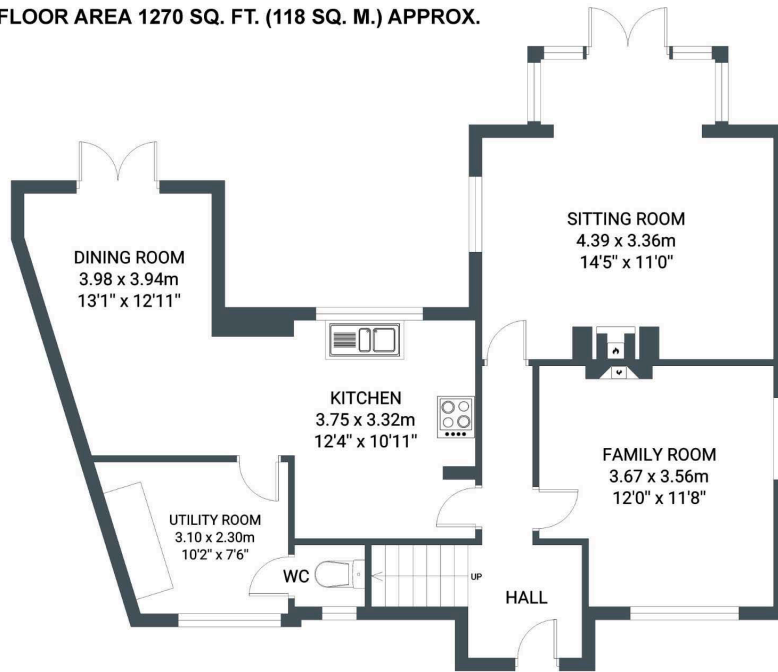 FLOOR AREA 1270 SQ. FT. (118 SQ. M.) APPROX.
DINING ROOM
3.98 x 3.94m
13'1" x 12'11"
SITTING ROOM
4.39 x 3.36m
14'5" x 11'0"
KITCHEN
3.75 x 3.32m
12'4" x 10'11"
FAMILY ROOM
3.67 x 3.56m
12'0" x 11'8"
UTILITY ROOM
3.10 x 2.30m
10'2" x 7'6"
WC
UP
HALL